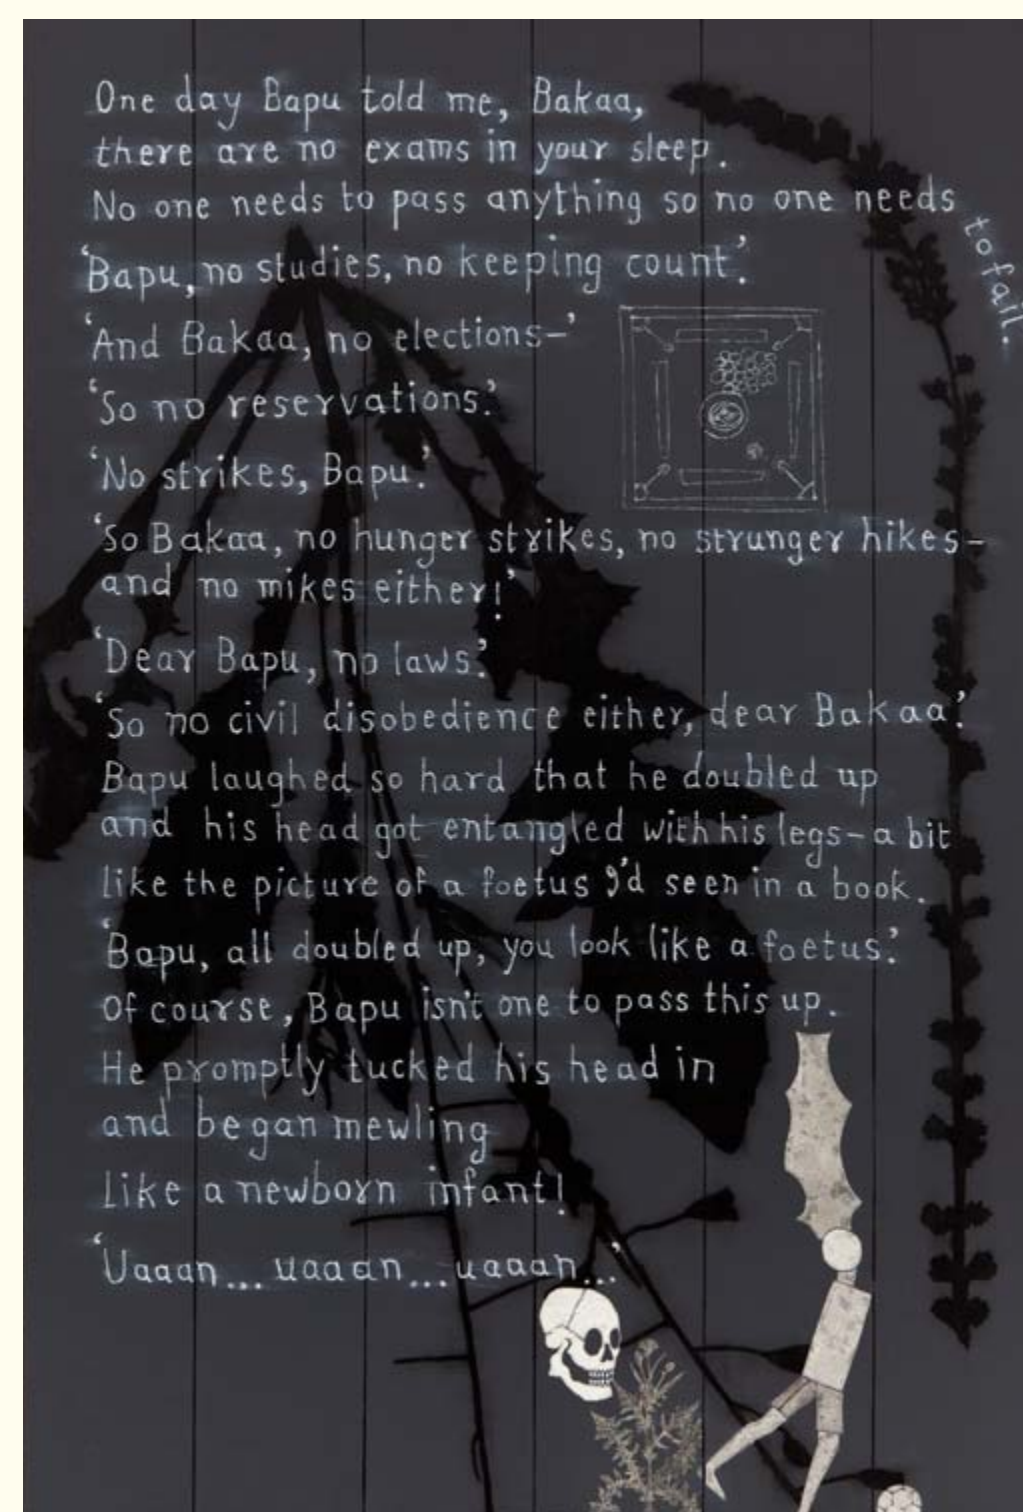 One day Bapu told me, Bakaa,
there are no exams in your sleep.
No one needs to pass anything so no one needs to fail.
'Bapu, no studies, no keeping count.'
'And Bakaa, no elections–'
'So no reservations.'
'No strikes, Bapu.'
'So Bakaa, no hunger strikes, no strunger hikes–
and no mikes either!'
'Dear Bapu, no laws.'
'So no civil disobedience either, dear Bakaa.'
Bapu laughed so hard that he doubled up
and his head got entangled with his legs – a bit
like the picture of a foetus I'd seen in a book.
'Bapu, all doubled up, you look like a foetus.'
Of course, Bapu isn't one to pass this up.
He promptly tucked his head in
and began mewling
like a newborn infant!
'Uaaan... uaaan... uaaan...'